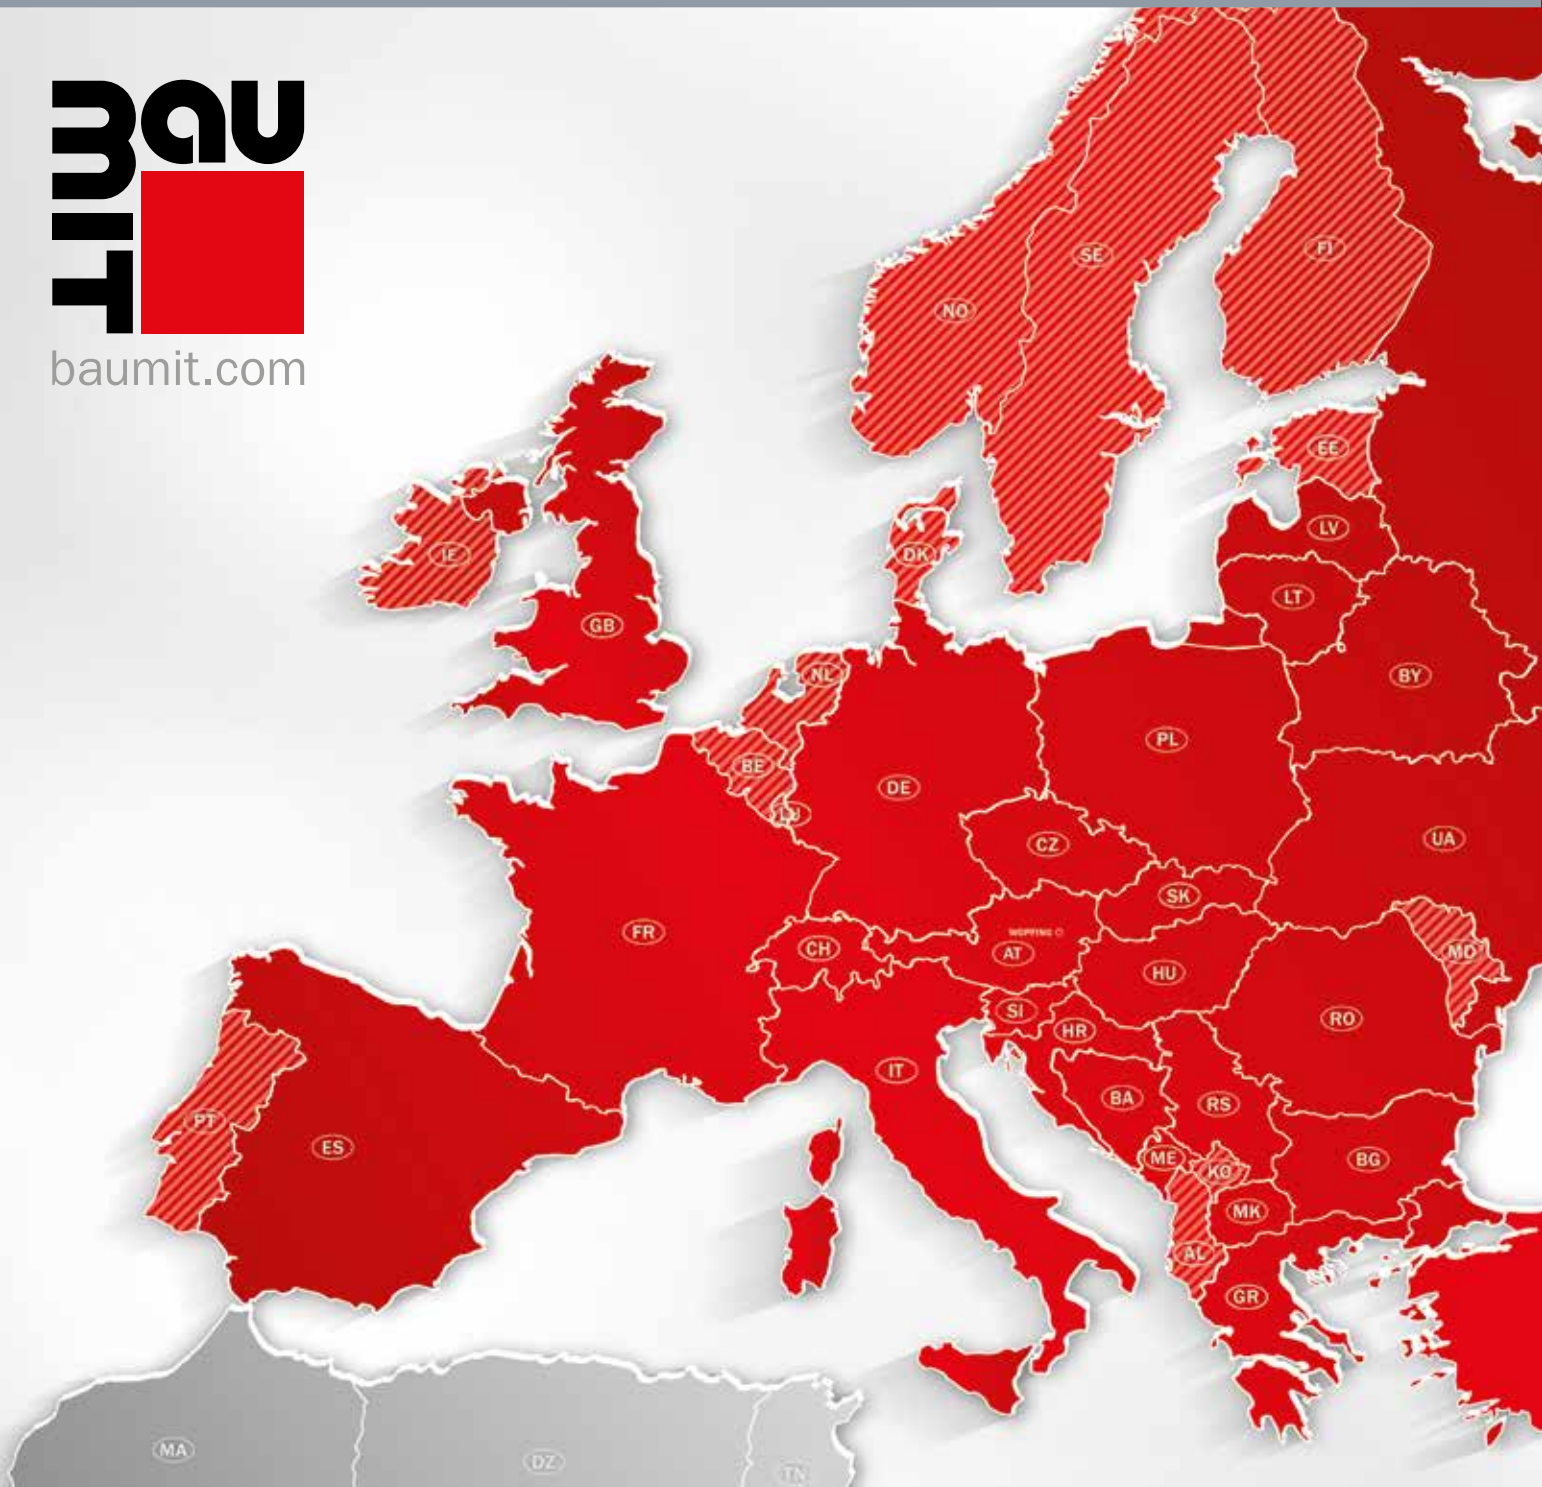 bau
MIT
baumit.com
NO
SE
FI
EE
IE
DK
LV
LT
GB
NL
BY
PL
BE
DE
LU
UA
CZ
SK
FR
WOPFING
CH
AT
MD
HU
SI
RO
HR
IT
BA
RS
PT
ES
ME
KO
BG
MK
AL
GR
MA
DZ
TN